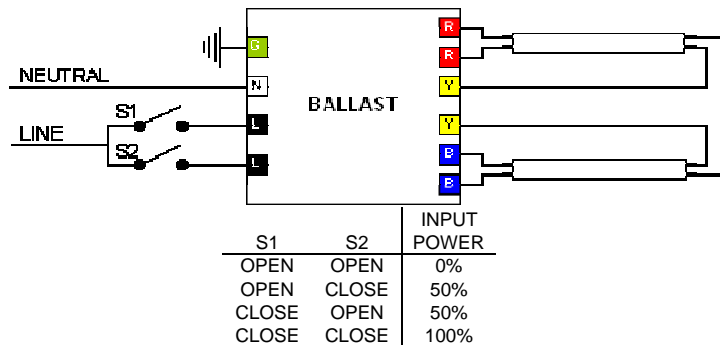 G
N
L
L
BALLAST
R
R
Y
Y
B
B
NEUTRAL
LINE
S1
S2
S1 S2 INPUT POWER
OPEN OPEN 0%
OPEN CLOSE 50%
CLOSE OPEN 50%
CLOSE CLOSE 100%